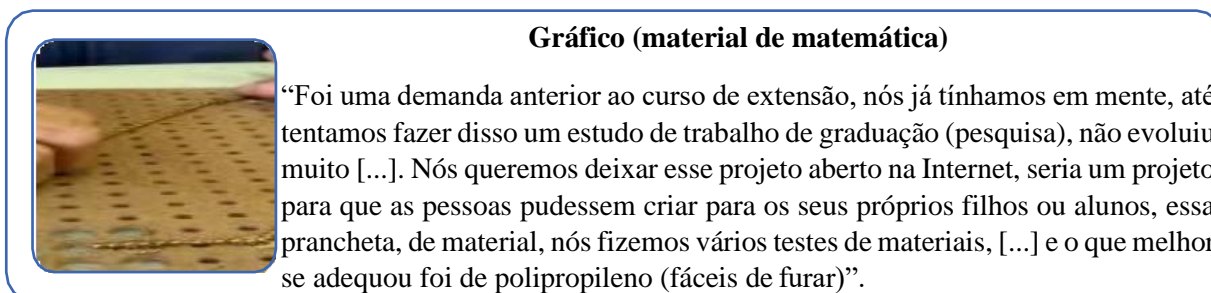 Gráfico (material de matemática)
“Foi uma demanda anterior ao curso de extensão, nós já tínhamos em mente, até
tentamos fazer disso um estudo de trabalho de graduação (pesquisa), não evoluiu
muito [...]. Nós queremos deixar esse projeto aberto na Internet, seria um projeto
para que as pessoas pudessem criar para os seus próprios filhos ou alunos, essa
prancheta, de material, nós fizemos vários testes de materiais, [...] e o que melhor
se adequou foi de polipropileno (fáceis de furar)”.